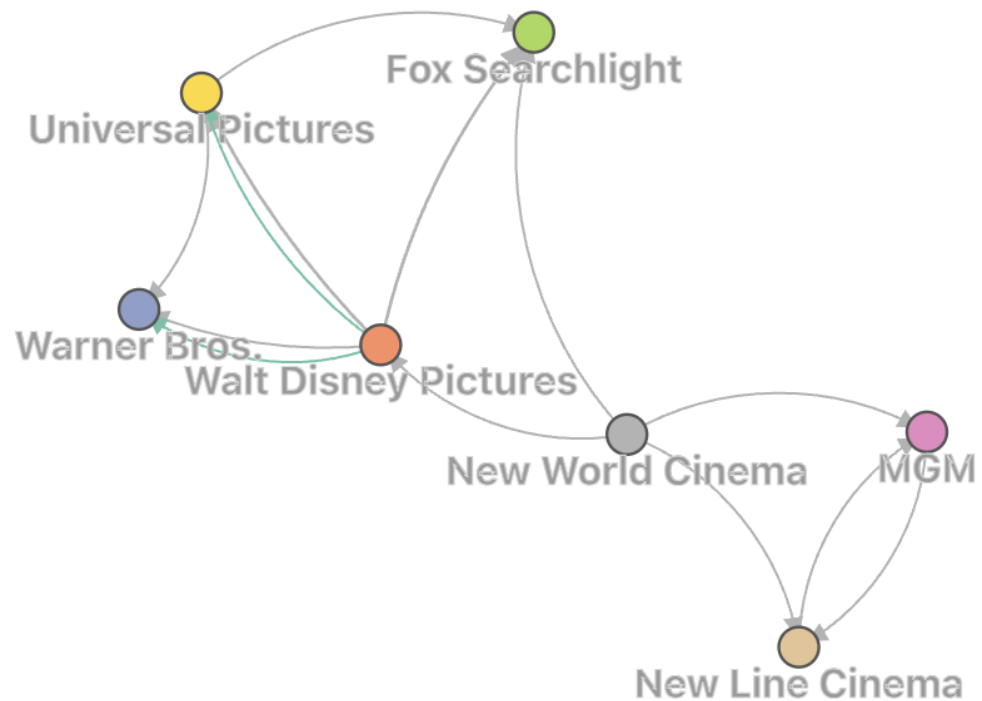 Fox Searchlight
Universal Pictures
Warner Bros.
Walt Disney Pictures
New World Cinema
MGM
New Line Cinema